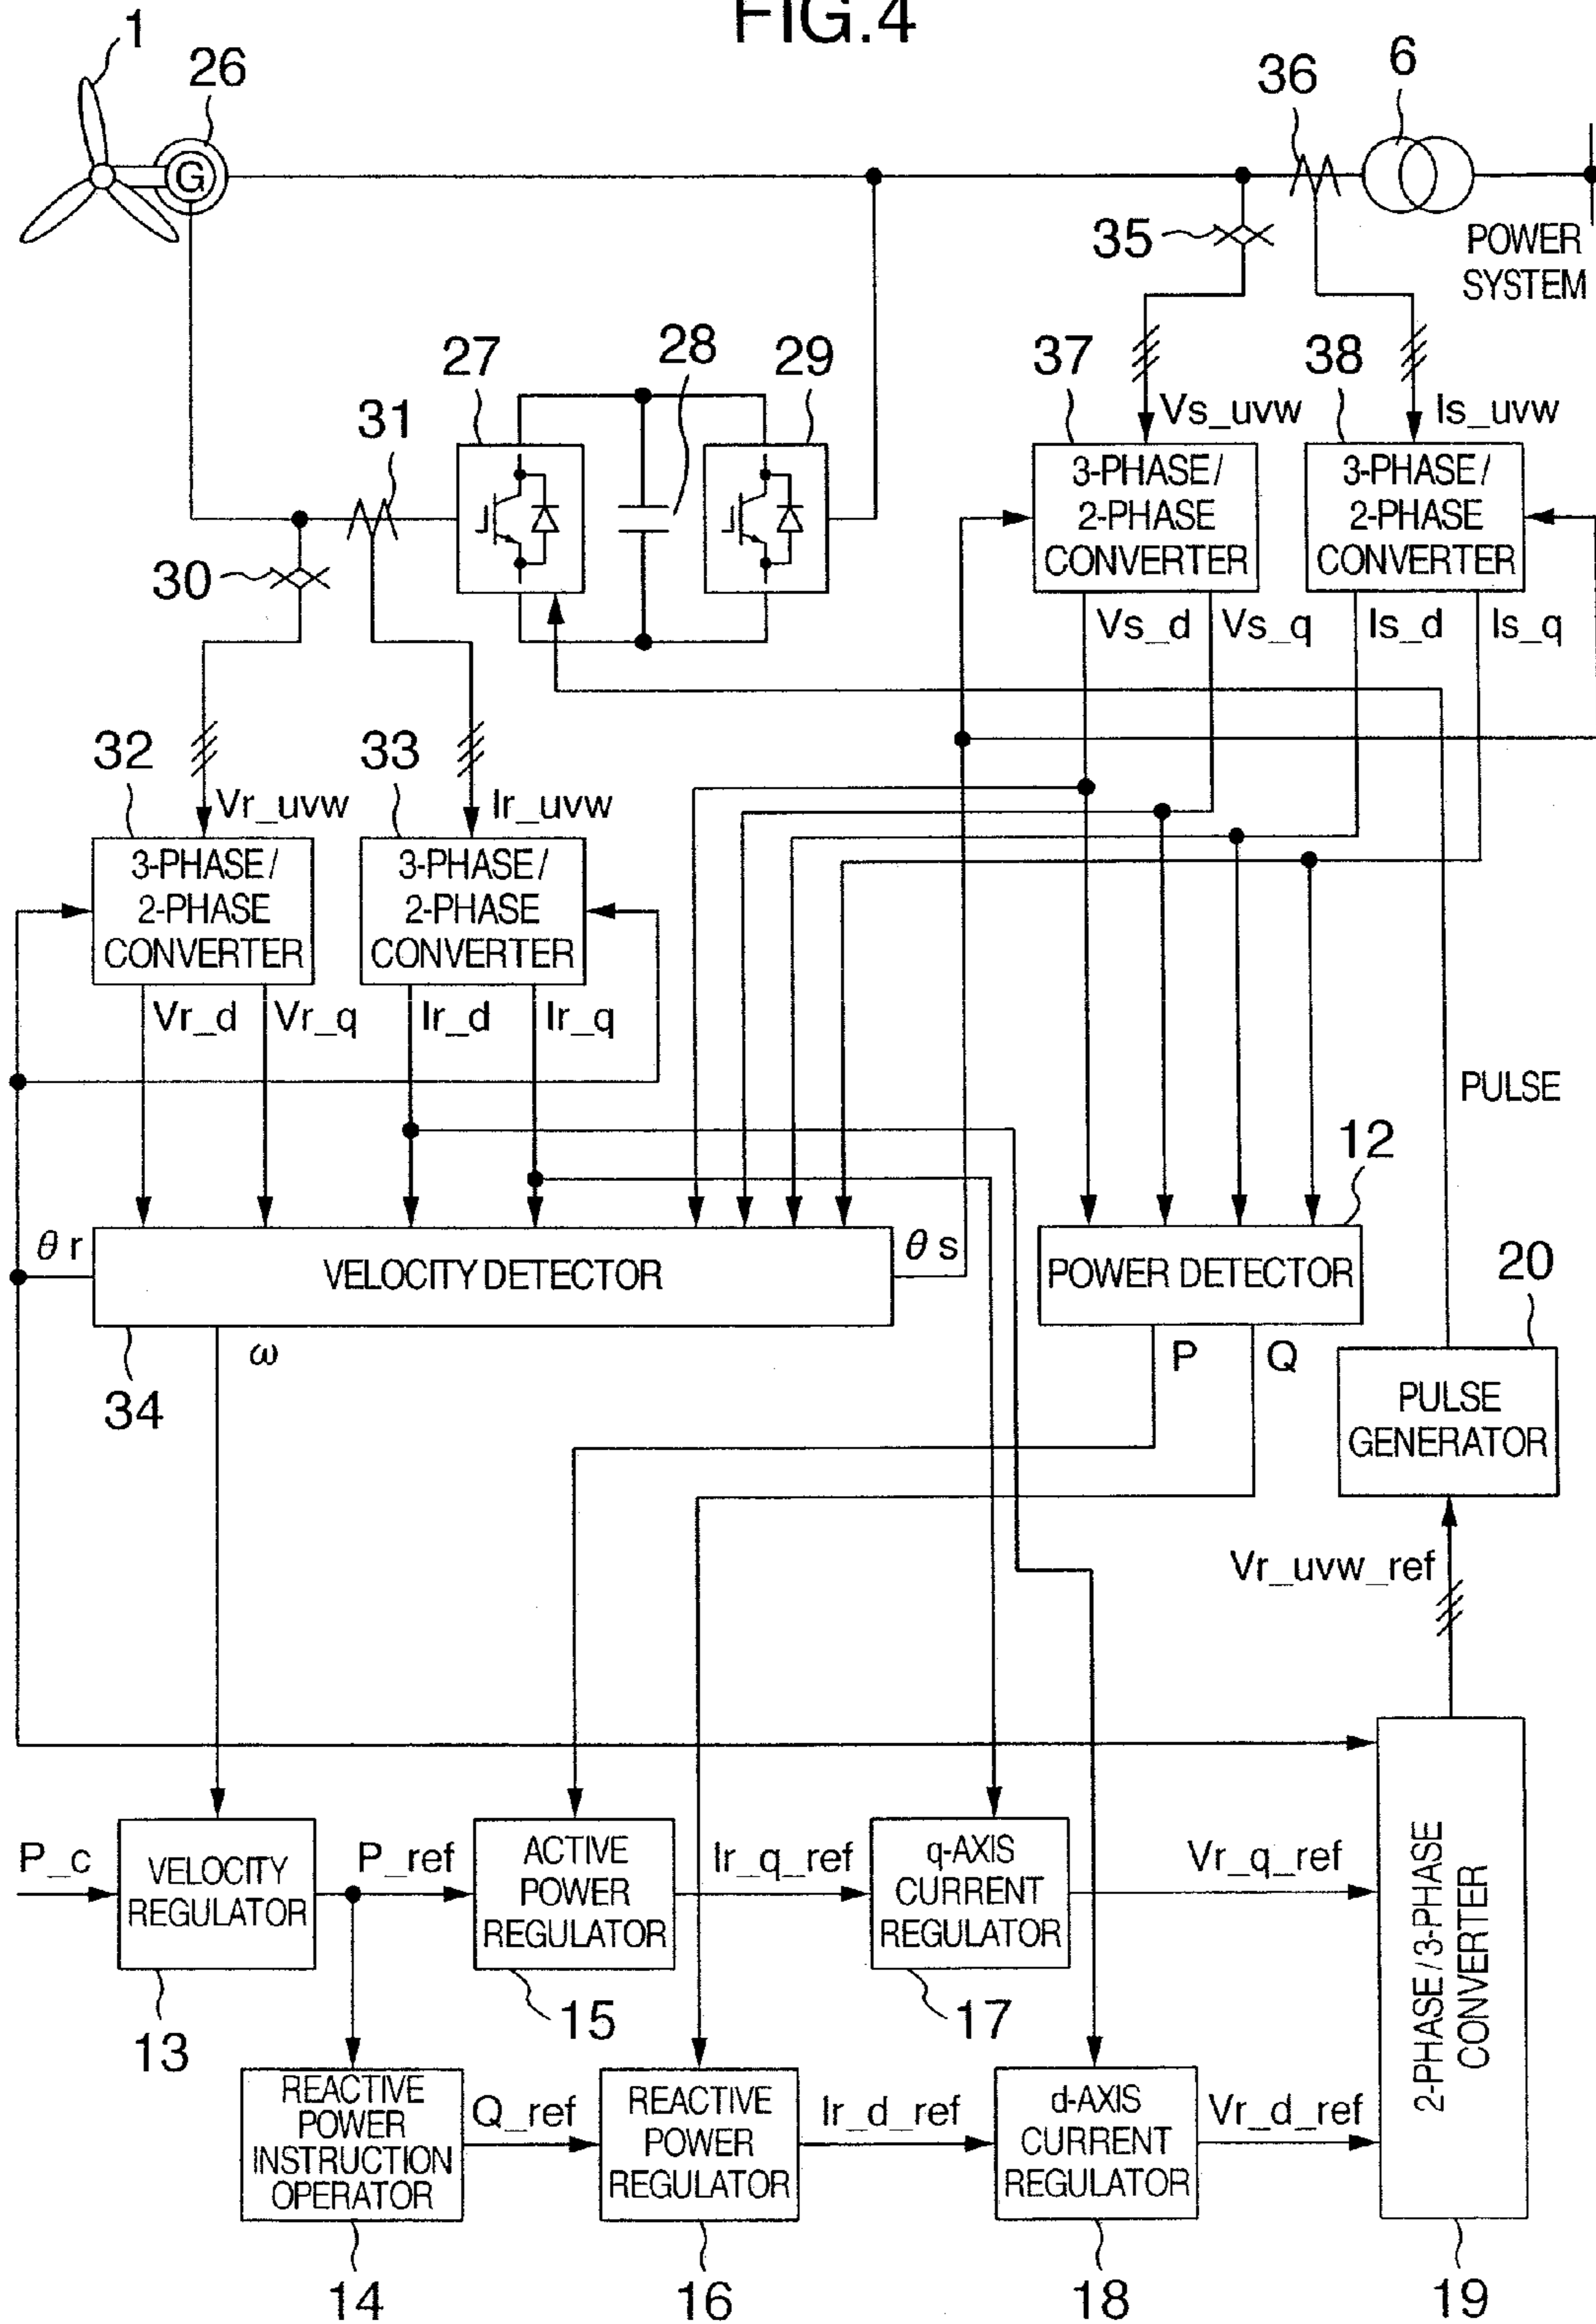 FIG.4
1
26
36
6
G
35
POWER
SYSTEM
27
28
29
37
38
31
Vs_uvw
Is_uvw
3-PHASE/
2-PHASE
CONVERTER
3-PHASE/
2-PHASE
CONVERTER
30
Vs_d
Vs_q
Is_d
Is_q
32
33
Vr_uvw
Ir_uvw
3-PHASE/
2-PHASE
CONVERTER
3-PHASE/
2-PHASE
CONVERTER
Vr_d
Vr_q
Ir_d
Ir_q
PULSE
12
θ r
VELOCITY DETECTOR
θ s
POWER DETECTOR
20
34
ω
P
Q
PULSE
GENERATOR
Vr_uvw_ref
P_c
VELOCITY
REGULATOR
P_ref
ACTIVE
POWER
REGULATOR
Ir_q_ref
q-AXIS
CURRENT
REGULATOR
Vr_q_ref
2-PHASE/3-PHASE
CONVERTER
13
15
17
REACTIVE
POWER
INSTRUCTION
OPERATOR
Q_ref
REACTIVE
POWER
REGULATOR
Ir_d_ref
d-AXIS
CURRENT
REGULATOR
Vr_d_ref
14
16
18
19